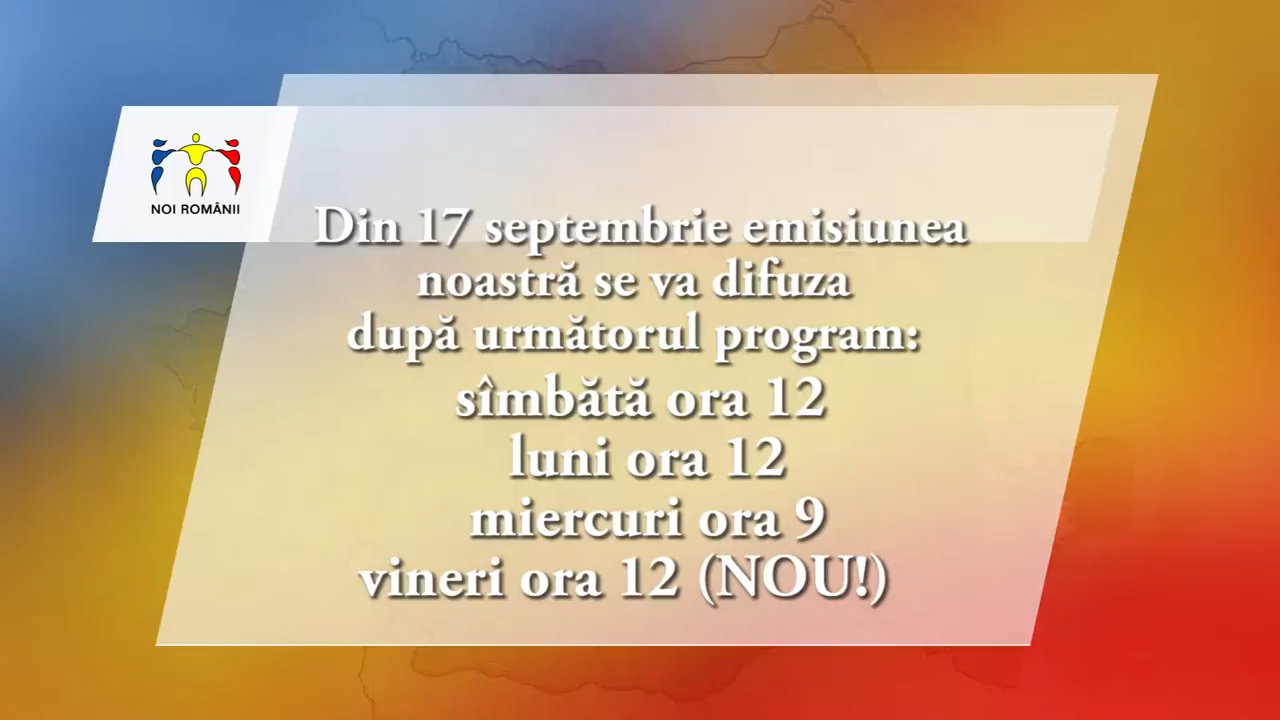 NOI ROMÂNII
Din 17 septembrie emisiunea
noastră se va difuza
după următorul program:
sîmbătă ora 12
luni ora 12
miercuri ora 9
vineri ora 12 (NOU!)